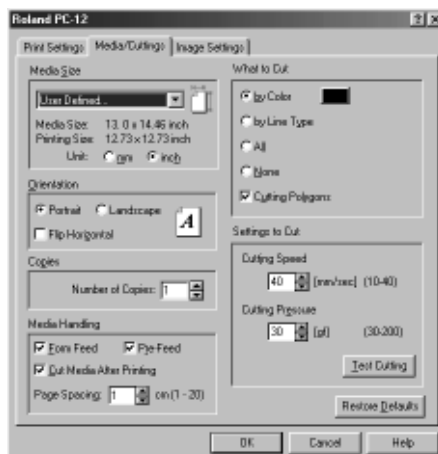 Roland PC-12
Print Settings Media/Cuttings Image Settings
Media Size
User Defined...
Media Size: 13.0 x 14.46 inch
Printing Size: 12.73 x 12.73 inch
Unit: mm inch
Orientation
Portrait Landscape
A
Flip Horizontal
Copies
Number of Copies: 1
Media Handling
Form Feed Pre-Feed
Cut Media After Printing
Page Spacing: 1 cm (1 - 20)
What to Cut
by Color
by Line Type
All
None
Cutting Polygons
Settings to Cut
Cutting Speed
40 [mm/sec] (10-40)
Cutting Pressure
30 [gf] (30-200)
Test Cutting
Restore Defaults
OK Cancel Help